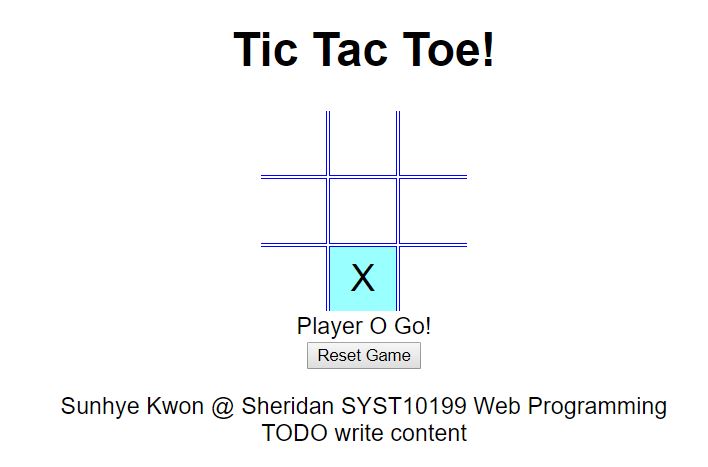 Tic Tac Toe!
X
Player O Go!
Reset Game
Sunhye Kwon @ Sheridan SYST10199 Web Programming
TODO write content